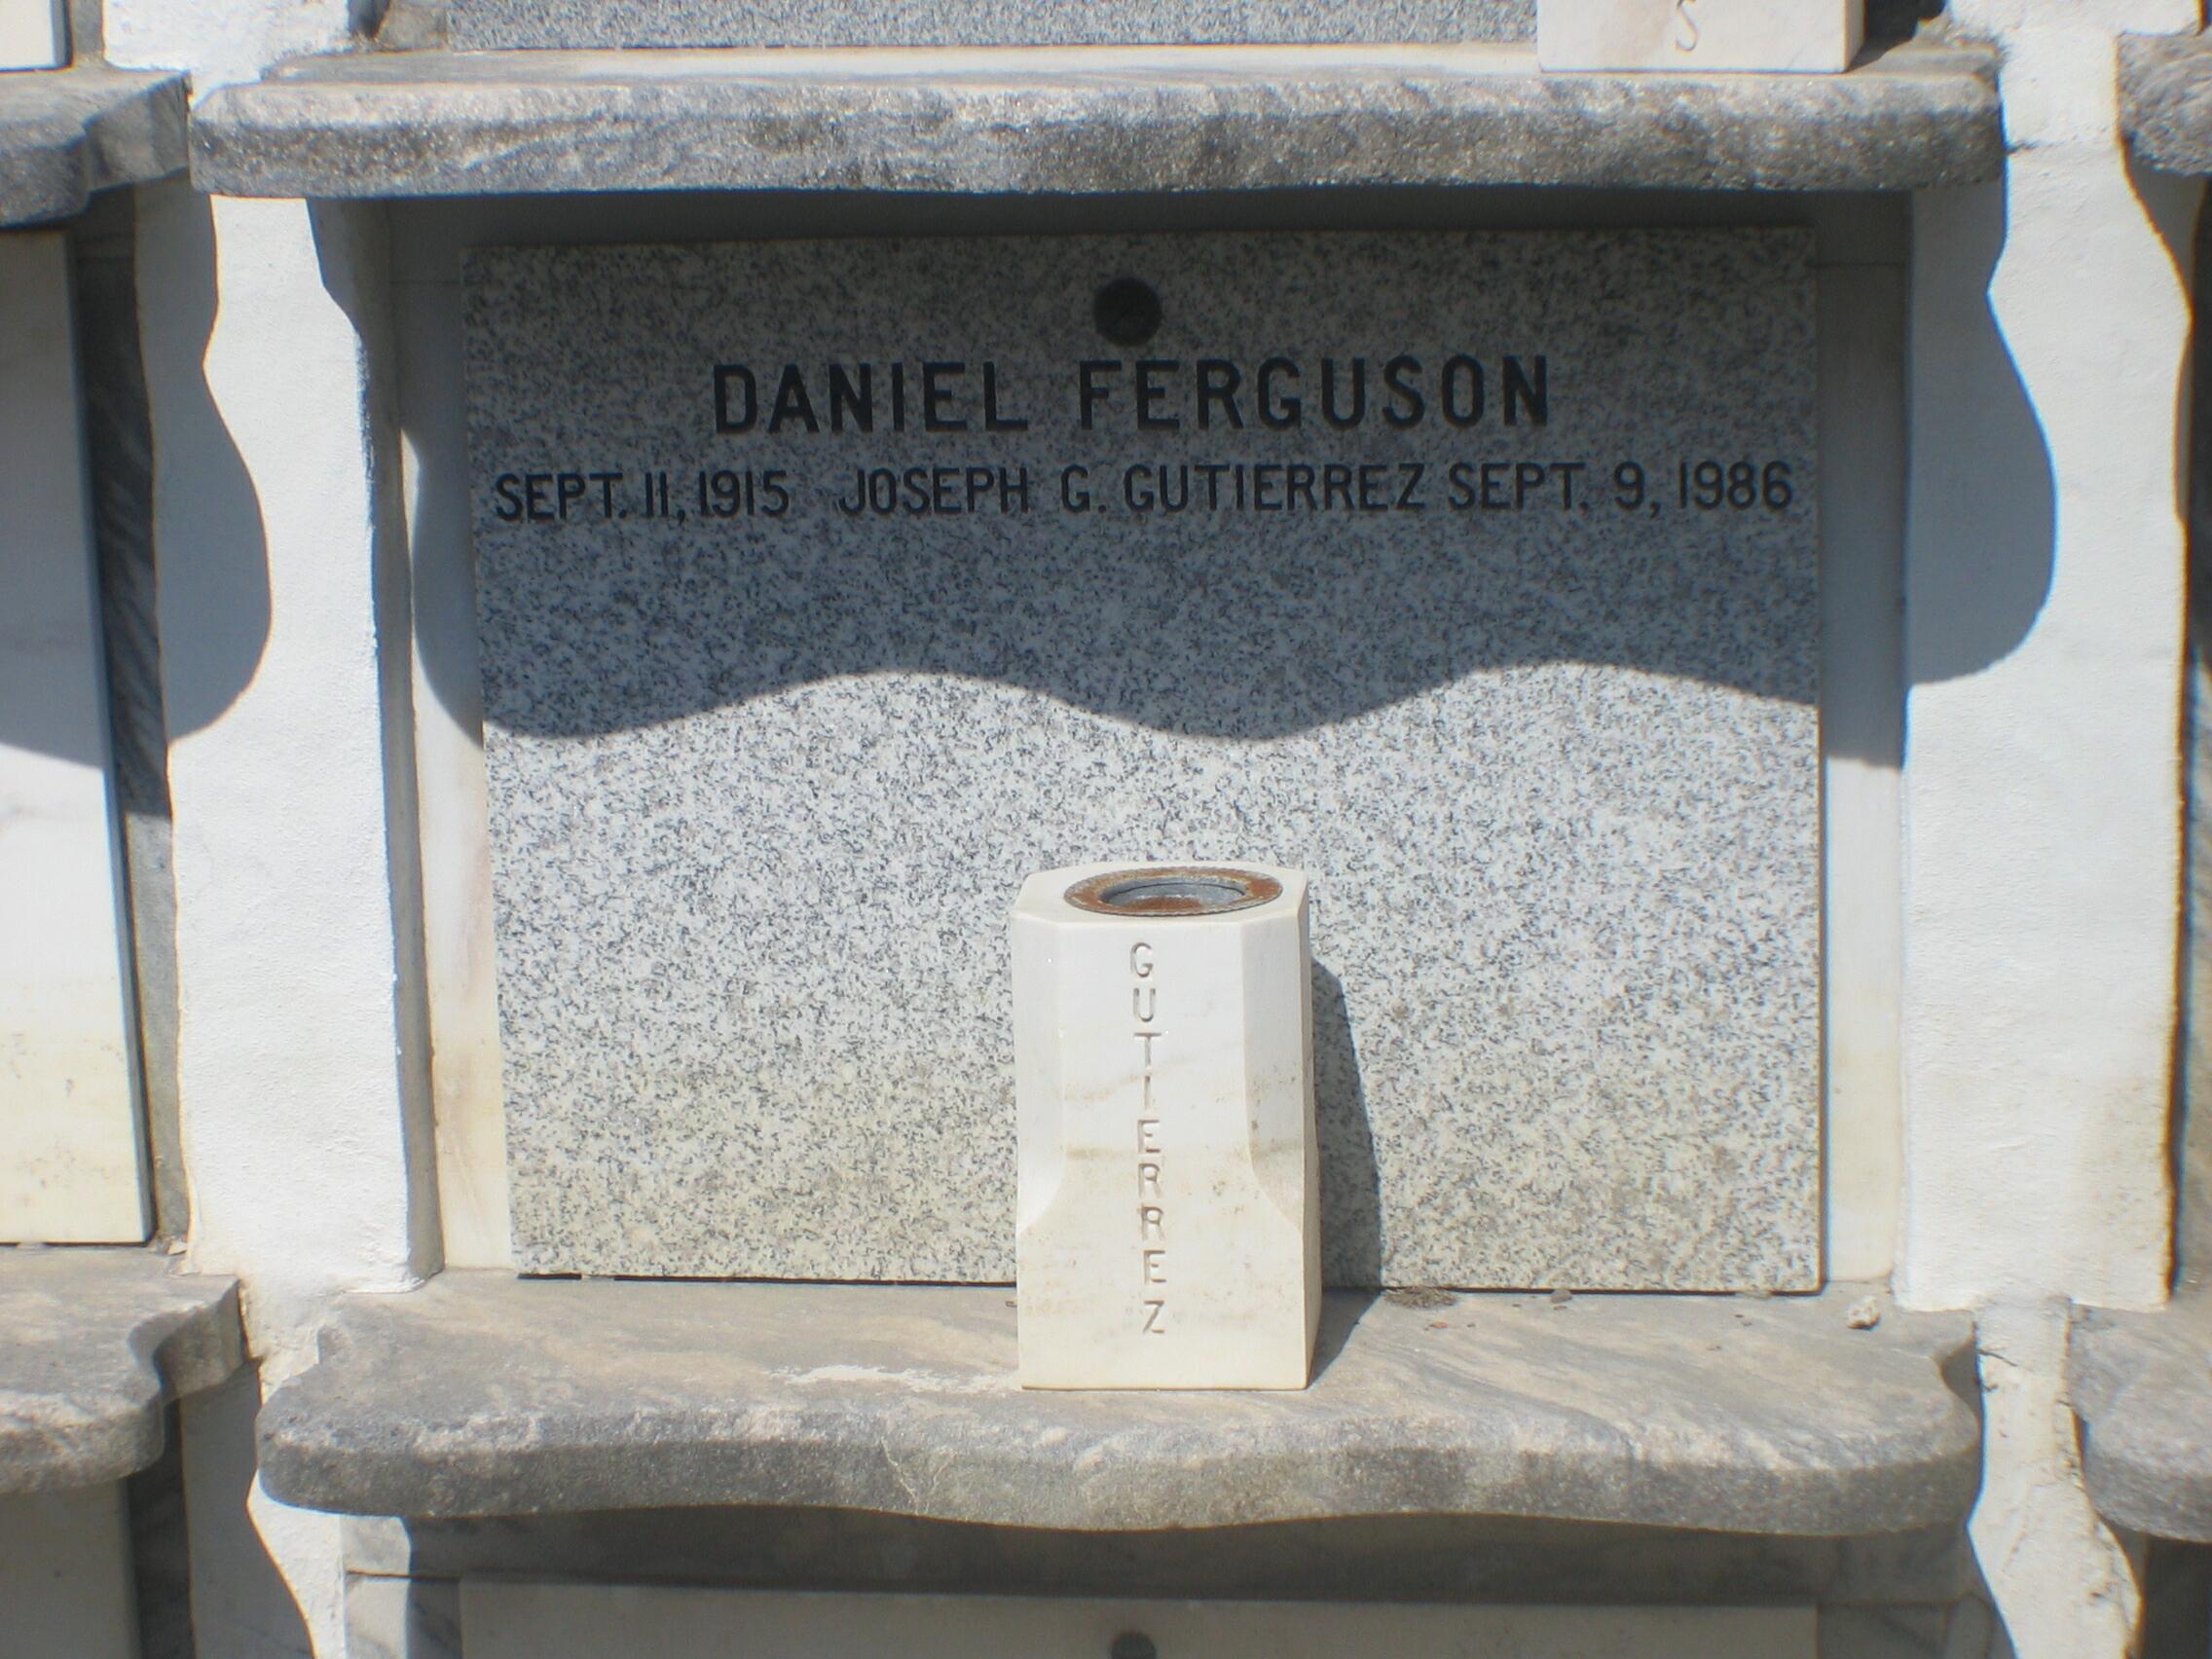 S
DANIEL FERGUSON
SEPT. 11, 1915 JOSEPH G. GUTIERREZ SEPT. 9, 1986
GUTIERREZ